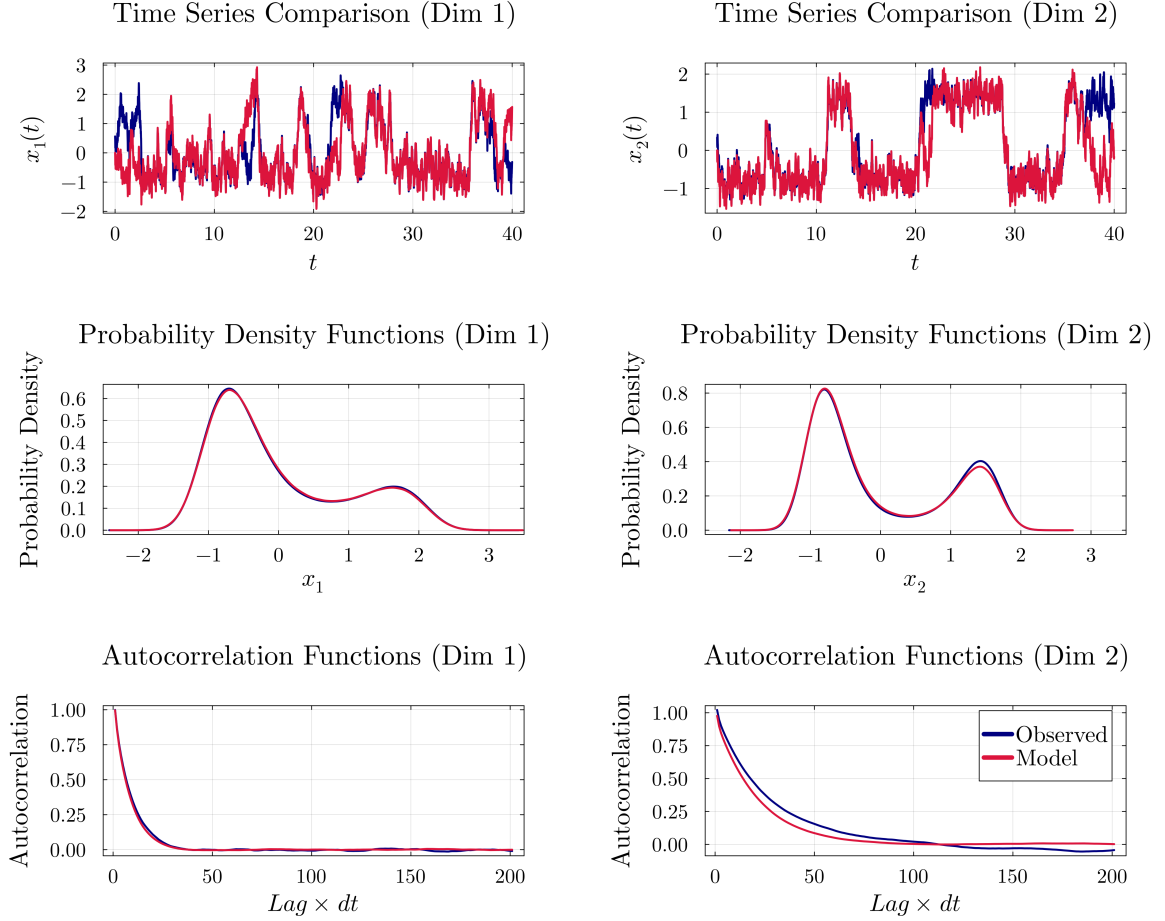 Time Series Comparison (Dim 1)
x₁(t)
3
2
1
0
−1
−2
0 10 20 30 40
t
Time Series Comparison (Dim 2)
x₂(t)
2
1
0
−1
0 10 20 30 40
t
Probability Density Functions (Dim 1)
Probability Density
0.6
0.5
0.4
0.3
0.2
0.1
0.0
−2 −1 0 1 2 3
x₁
Probability Density Functions (Dim 2)
Probability Density
0.8
0.6
0.4
0.2
0.0
−2 −1 0 1 2 3
x₂
Autocorrelation Functions (Dim 1)
Autocorrelation
1.00
0.75
0.50
0.25
0.00
0 50 100 150 200
Lag × dt
Autocorrelation Functions (Dim 2)
Autocorrelation
1.00
0.75
0.50
0.25
0.00
0 50 100 150 200
Lag × dt
Observed
Model